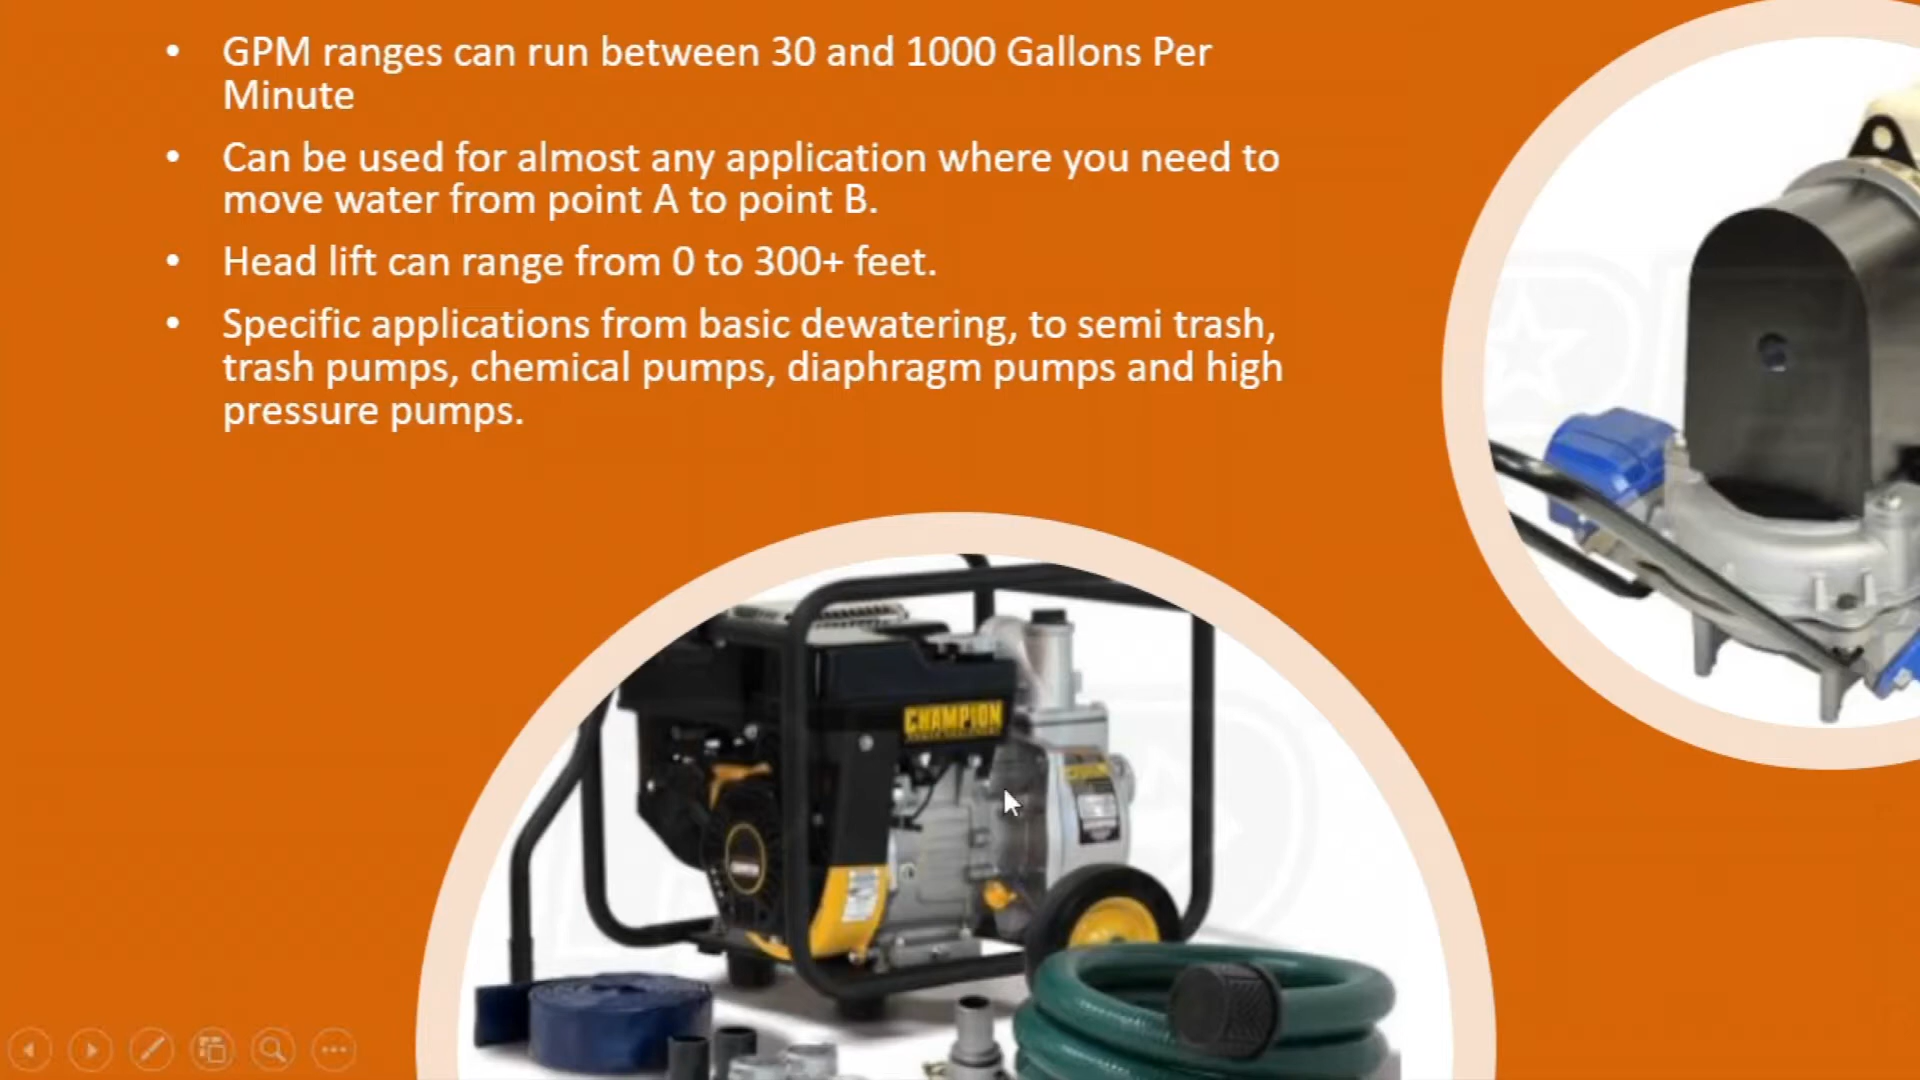 • GPM ranges can run between 30 and 1000 Gallons Per
Minute
• Can be used for almost any application where you need to
move water from point A to point B.
• Head lift can range from 0 to 300+ feet.
• Specific applications from basic dewatering, to semi trash,
trash pumps, chemical pumps, diaphragm pumps and high
pressure pumps.
CHAMPION